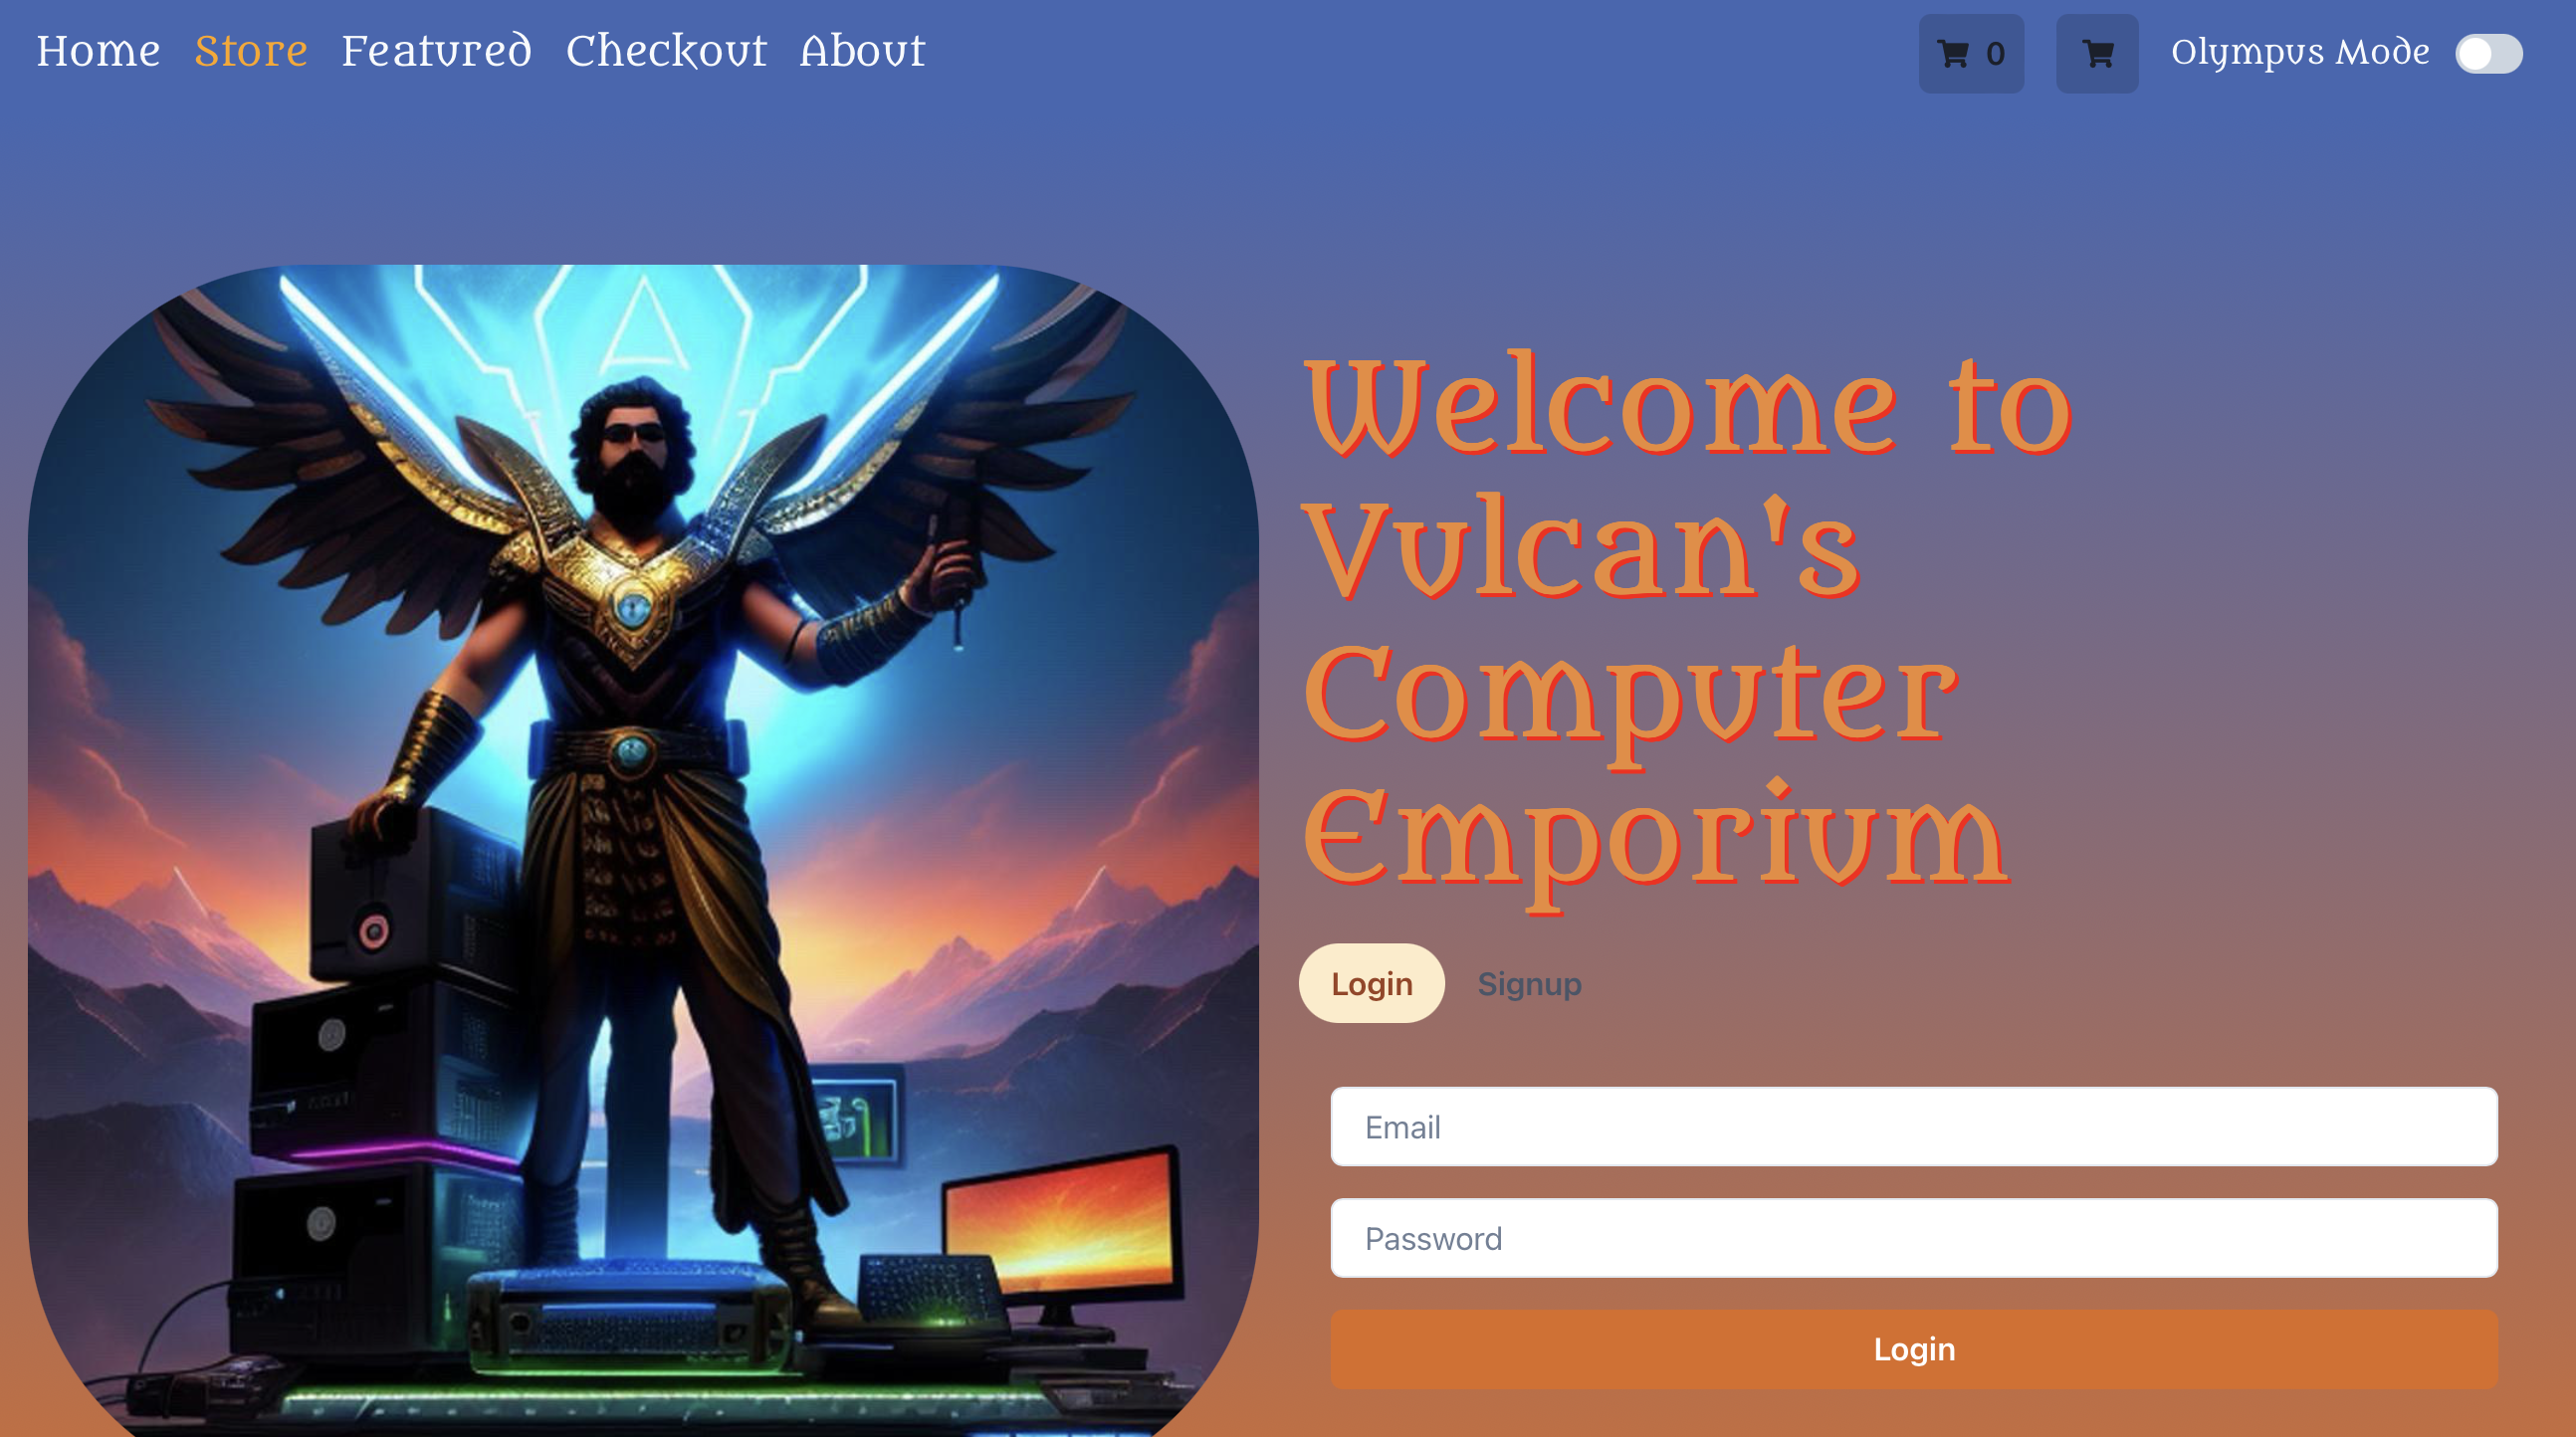 Home Store Featured Checkout About 0 Olympus Mode
Welcome to
Vulcan's
Computer
Emporium
Login Signup
Email
Password
Login